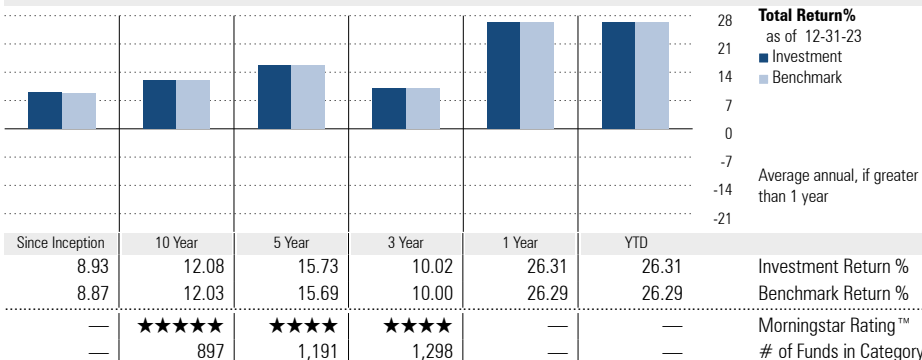 28
21
14
7
0
-7
-14
-21
Total Return%
as of 12-31-23
Investment
Benchmark
Average annual, if greater
than 1 year
Since Inception 10 Year 5 Year 3 Year 1 Year YTD
8.93 12.08 15.73 10.02 26.31 26.31 Investment Return %
8.87 12.03 15.69 10.00 26.29 26.29 Benchmark Return %
— ★★★★★ ★★★★ ★★★★ — — Morningstar Rating™
— 897 1,191 1,298 — — # of Funds in Category